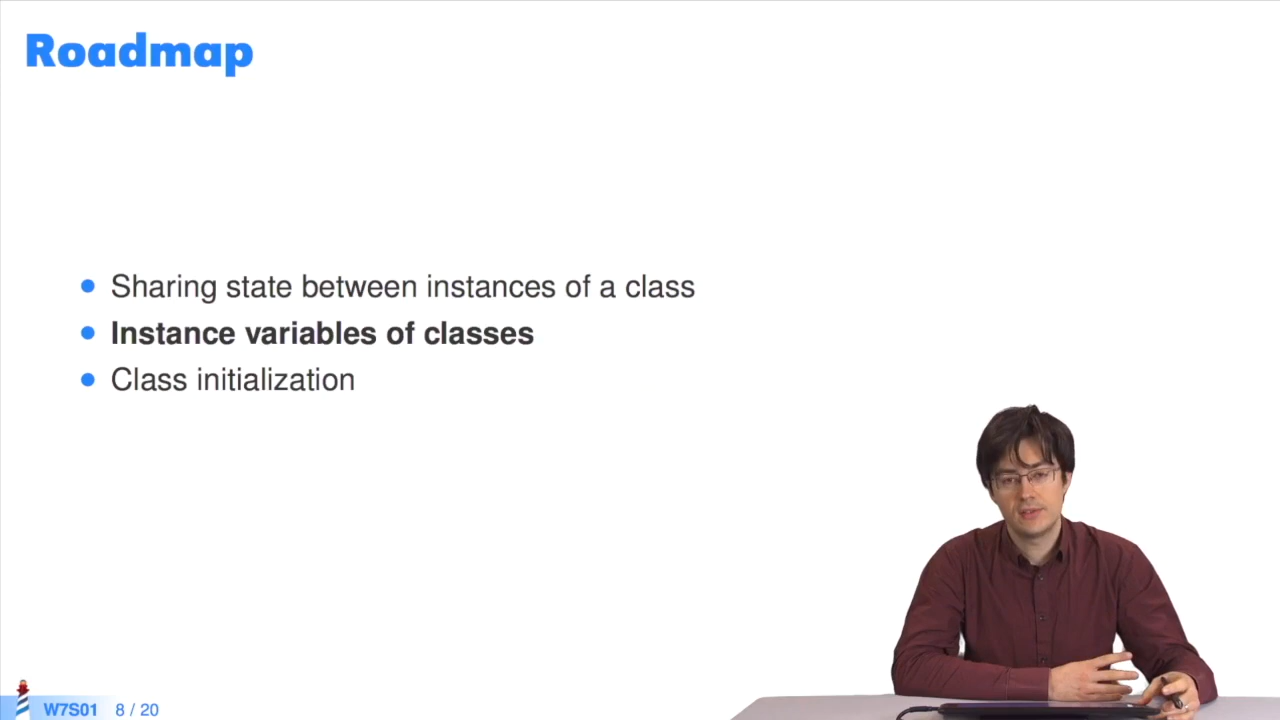 Roadmap
Sharing state between instances of a class
Instance variables of classes
Class initialization
W7S01 8 / 20